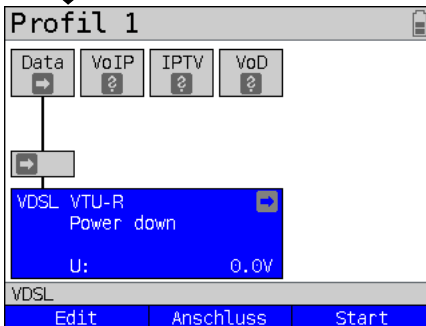 Profil 1
Data VoIP IPTV VoD
VDSL VTU-R
Power down
U: 0.0V
VDSL
Edit Anschluss Start